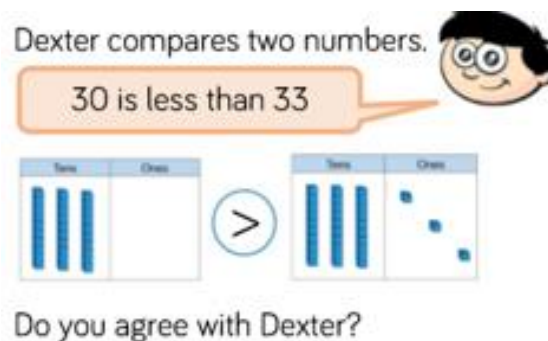 Dexter compares two numbers.
30 is less than 33
Tens Ones
>
Tens Ones
Do you agree with Dexter?